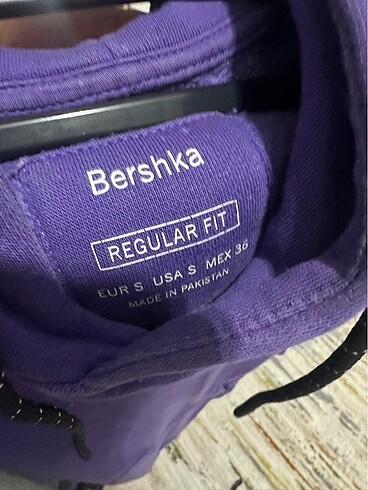 Bershka
REGULAR FIT
EUR S USA S MEX 36
MADE IN PAKISTAN